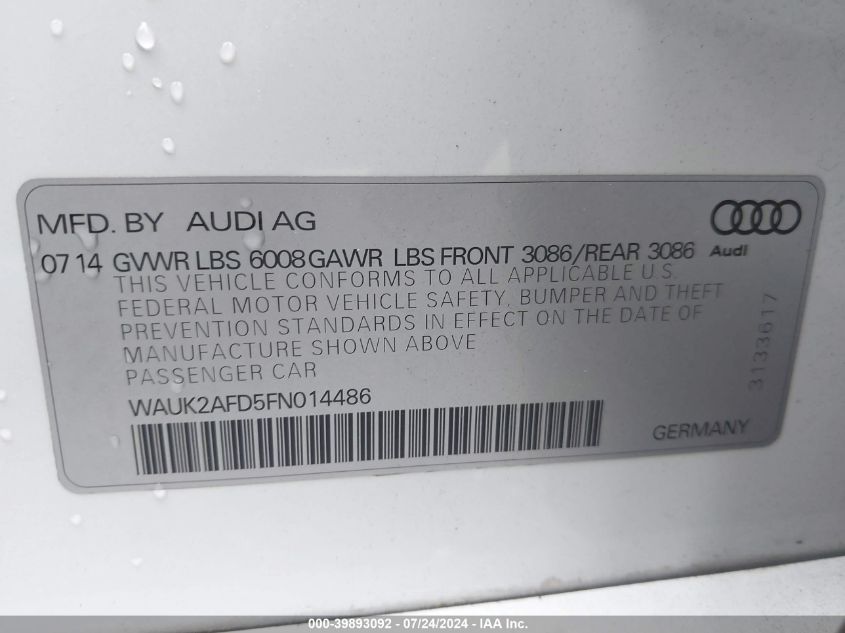 MFD. BY AUDI AG
Audi
07 14 GVWR LBS 6008 GAWR LBS FRONT 3086/REAR 3086
THIS VEHICLE CONFORMS TO ALL APPLICABLE U.S.
FEDERAL MOTOR VEHICLE SAFETY, BUMPER AND THEFT
PREVENTION STANDARDS IN EFFECT ON THE DATE OF
MANUFACTURE SHOWN ABOVE
PASSENGER CAR
3133617
WAUK2AFD5FN014486
GERMANY
000-39893092 - 07/24/2024 - IAA Inc.